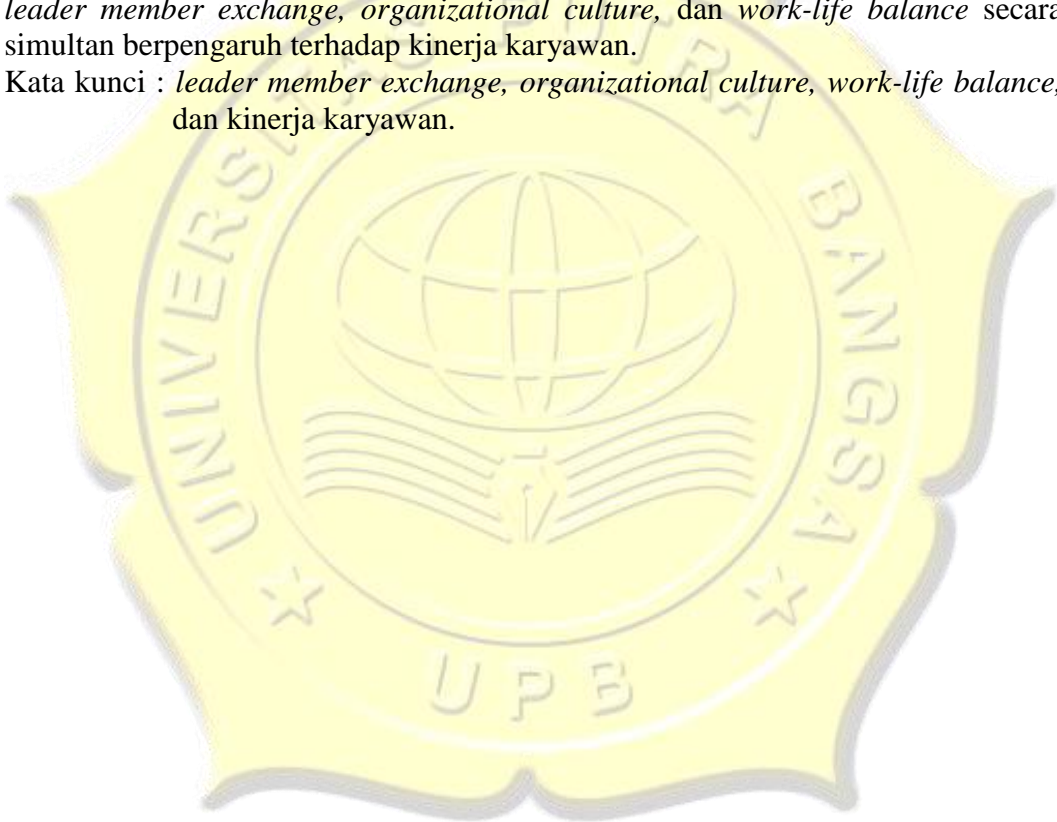 leader member exchange, organizational culture, dan work-life balance secara
simultan berpengaruh terhadap kinerja karyawan.
Kata kunci : leader member exchange, organizational culture, work-life balance,
dan kinerja karyawan.
UNIVERSITAS PUTRA BANGSA
UPB